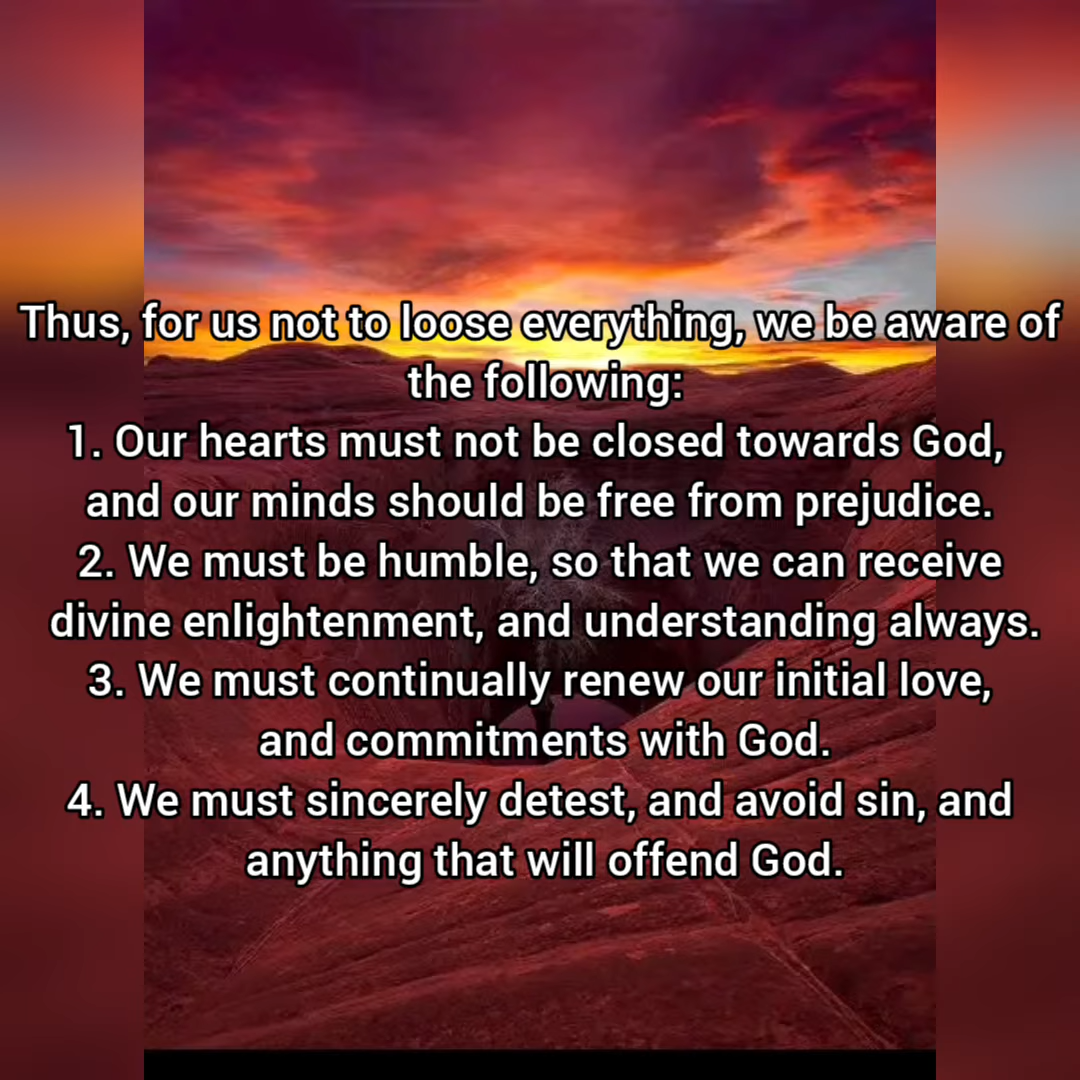 Thus, for us not to loose everything, we be aware of
the following:
1. Our hearts must not be closed towards God,
and our minds should be free from prejudice.
2. We must be humble, so that we can receive
divine enlightenment, and understanding always.
3. We must continually renew our initial love,
and commitments with God.
4. We must sincerely detest, and avoid sin, and
anything that will offend God.